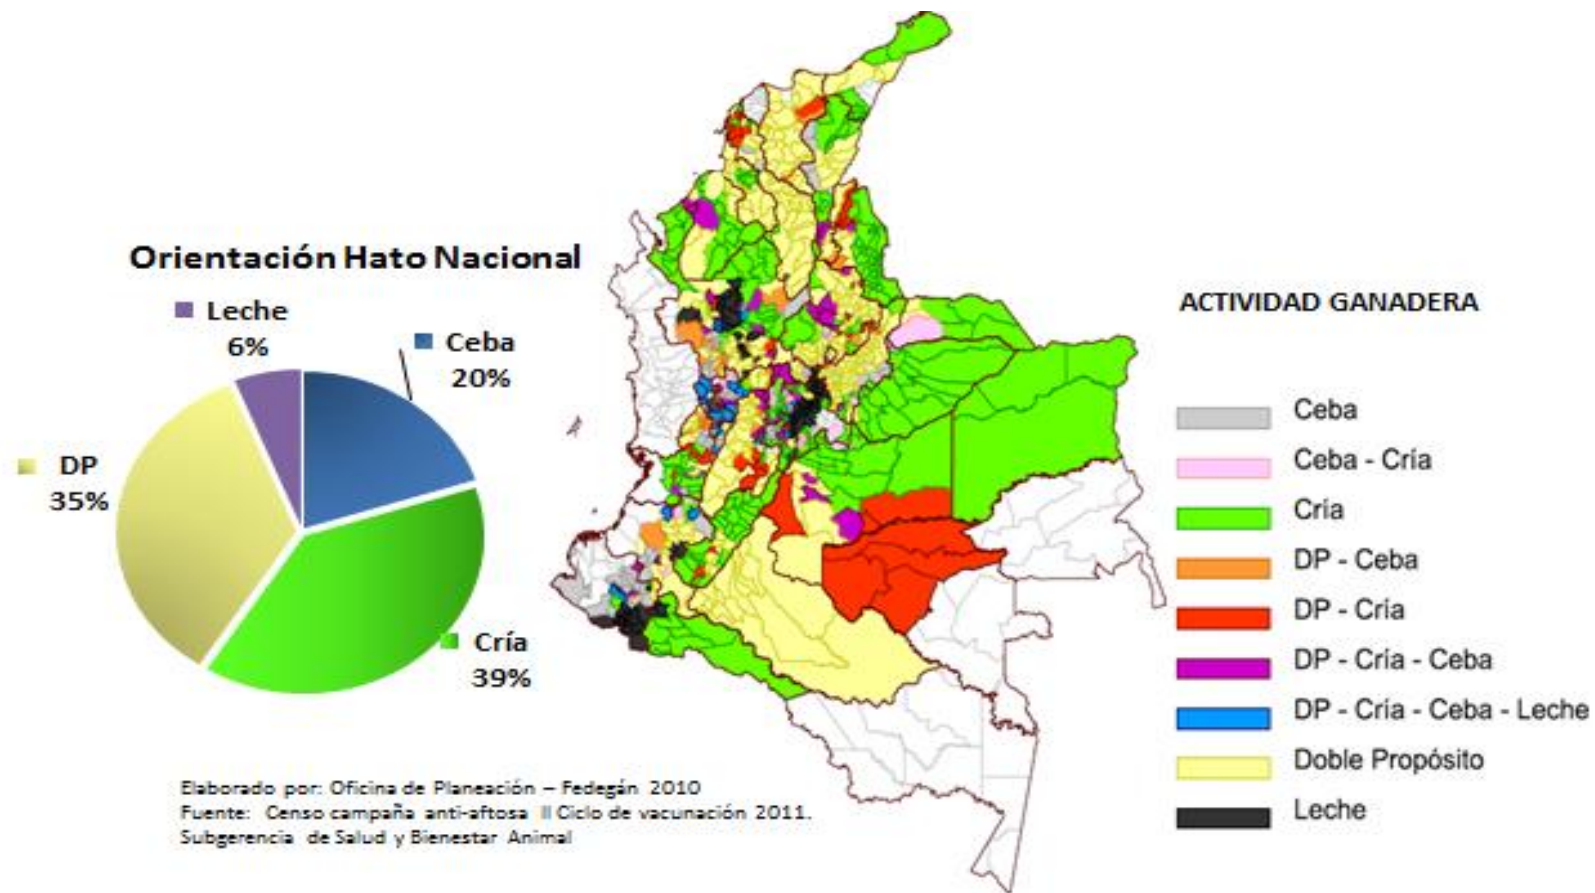 Orientación Hato Nacional
Leche
6%
Ceba
20%
DP
35%
Cría
39%
ACTIVIDAD GANADERA
Ceba
Ceba - Cría
Cría
DP - Ceba
DP - Cría
DP - Cría - Ceba
DP - Cría - Ceba - Leche
Doble Propósito
Leche
Elaborado por: Oficina de Planeación – Fedegán 2010
Fuente: Censo campaña anti-aftosa II Ciclo de vacunación 2011.
Subgerencia de Salud y Bienestar Animal